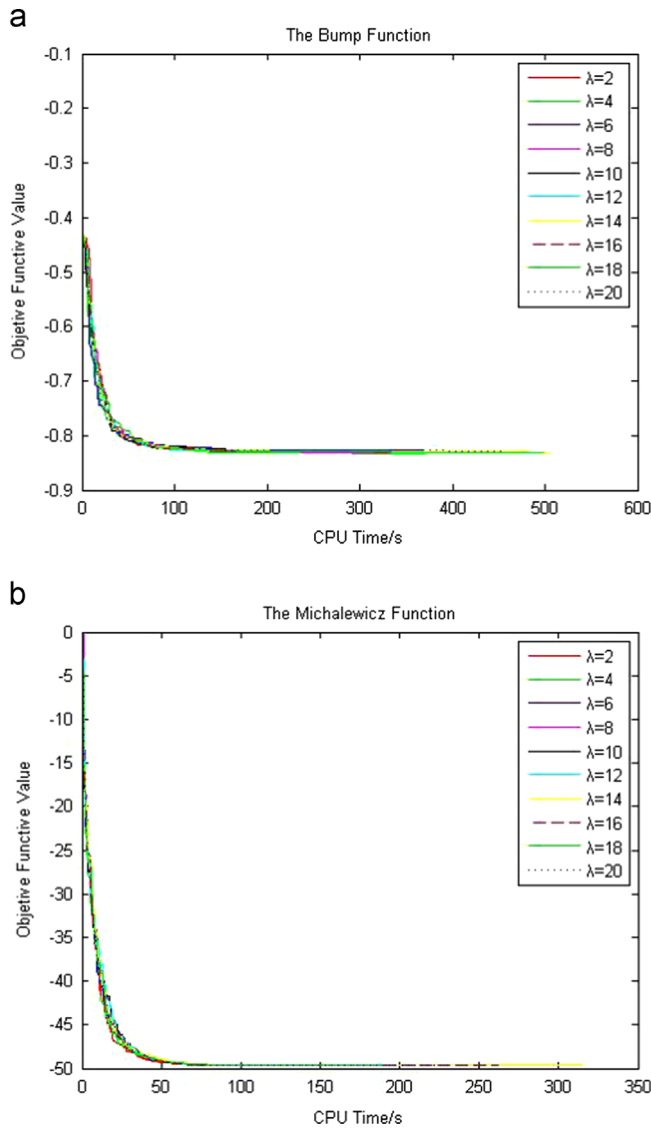 a
The Bump Function
-0.1
-0.2
-0.3
-0.4
-0.5
-0.6
-0.7
-0.8
-0.9
Objetive Functive Value
λ=2
λ=4
λ=6
λ=8
λ=10
λ=12
λ=14
λ=16
λ=18
λ=20
0 100 200 300 400 500 600
CPU Time/s
b
The Michalewicz Function
0
-5
-10
-15
-20
-25
-30
-35
-40
-45
-50
Objetive Functive Value
λ=2
λ=4
λ=6
λ=8
λ=10
λ=12
λ=14
λ=16
λ=18
λ=20
0 50 100 150 200 250 300 350
CPU Time/s